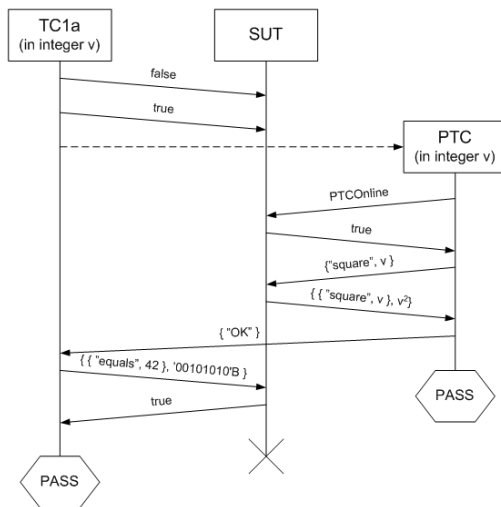 TC1a
(in integer v)
SUT
false
true
PTC
(in integer v)
PTCOnline
true
{"square", v }
{ { "square", v }, v²}
{ "OK" }
{ { "equals", 42 }, '00101010'B }
true
PASS
PASS